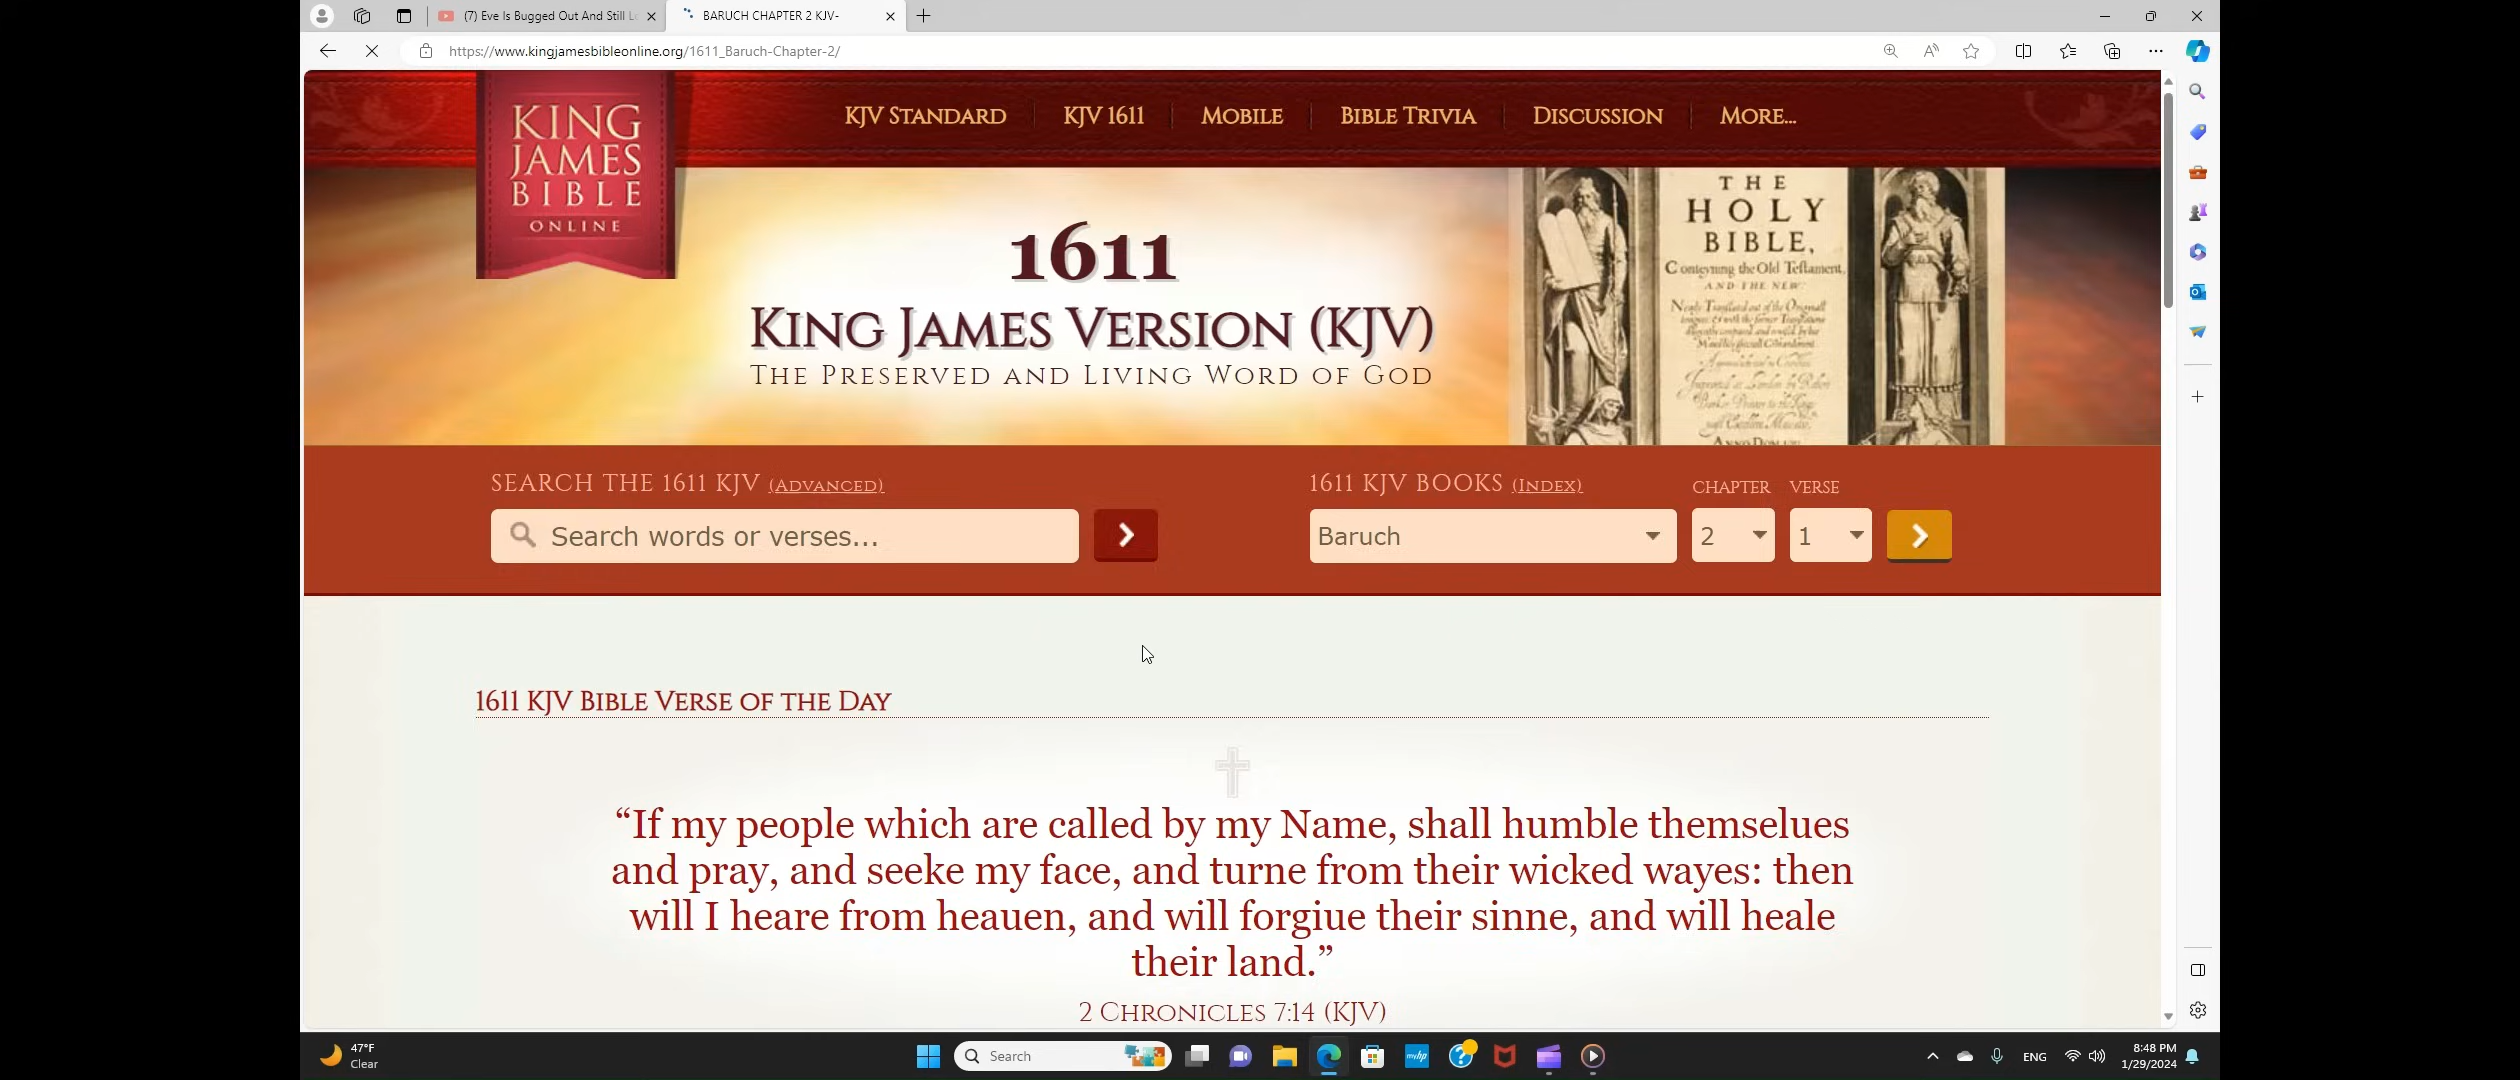 (7) Eve Is Bugged Out And Still L
BARUCH CHAPTER 2 KJV-
https://www.kingjamesbibleonline.org/1611_Baruch-Chapter-2/
KING
JAMES
BIBLE
ONLINE
KJV STANDARD
KJV 1611
MOBILE
BIBLE TRIVIA
DISCUSSION
MORE...
1611
KING JAMES VERSION (KJV)
THE PRESERVED AND LIVING WORD OF GOD
THE
HOLY
BIBLE,
Conteyning the Old Testament,
AND THE NEW:
SEARCH THE 1611 KJV (ADVANCED)
1611 KJV BOOKS (INDEX)
CHAPTER
VERSE
Search words or verses...
Baruch
2
1
1611 KJV BIBLE VERSE OF THE DAY
“If my people which are called by my Name, shall humble themselues
and pray, and seeke my face, and turne from their wicked wayes: then
will I heare from heauen, and will forgiue their sinne, and will heale
their land.”
2 CHRONICLES 7:14 (KJV)
47°F
Clear
Search
myhp
ENG
8:48 PM
1/29/2024